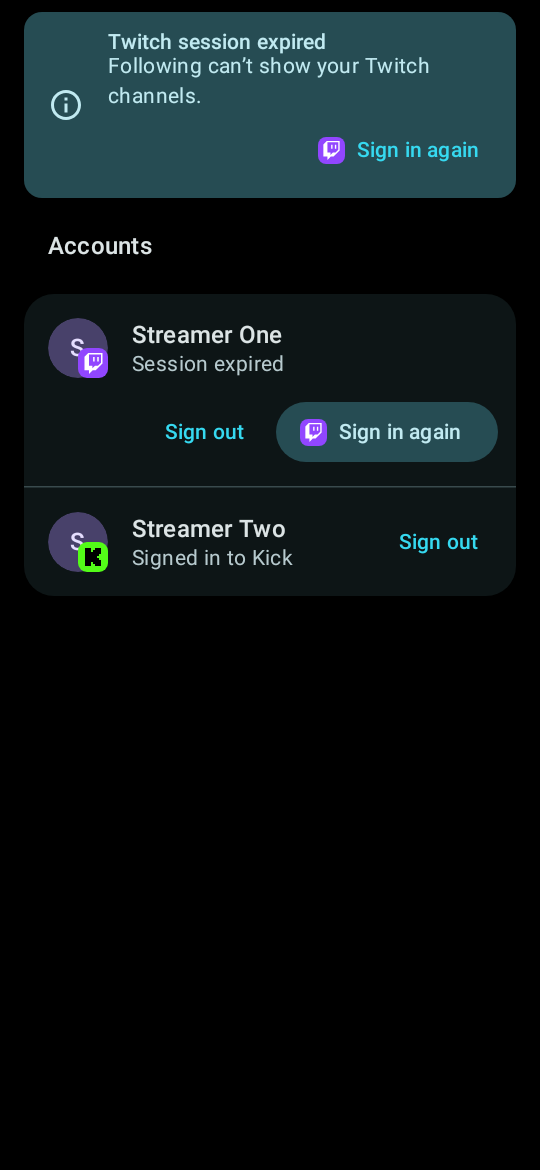 Twitch session expired
Following can’t show your Twitch
channels.
Sign in again
Accounts
S
Streamer One
Session expired
Sign out
Sign in again
S
Streamer Two
Signed in to Kick
Sign out